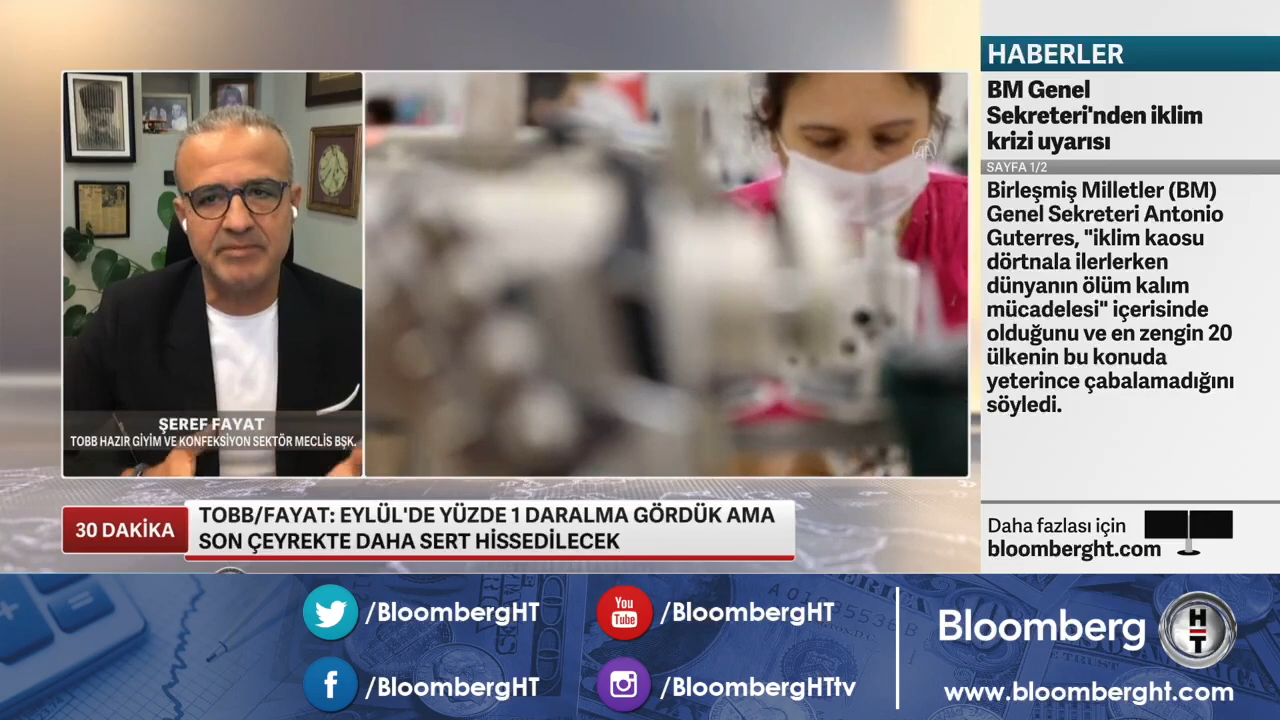 ŞEREF FAYAT
TOBB HAZIR GİYİM VE KONFEKSİYON SEKTÖR MECLİS BŞK.
30 DAKİKA
TOBB/FAYAT: EYLÜL'DE YÜZDE 1 DARALMA GÖRDÜK AMA
SON ÇEYREKTE DAHA SERT HİSSEDİLECEK
HABERLER
BM Genel
Sekreteri'nden iklim
krizi uyarısı
SAYFA 1/2
Birleşmiş Milletler (BM)
Genel Sekreteri Antonio
Guterres, "iklim kaosu
dörtnala ilerlerken
dünyanın ölüm kalım
mücadelesi" içerisinde
olduğunu ve en zengin 20
ülkenin bu konuda
yeterince çabalamadığını
söyledi.
Daha fazlası için
bloomberght.com
/BloombergHT
You
Tube
/BloombergHT
/BloombergHT
/BloombergHTtv
Bloomberg
HT
www.bloomberght.com